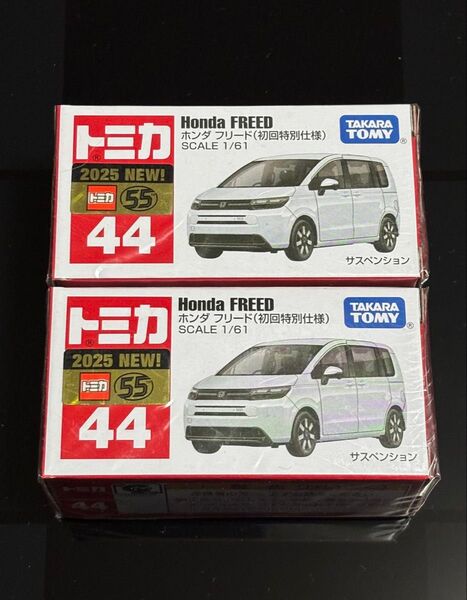 トミカ
®
2025 NEW!
トミカ 55
44
Honda FREED
ホンダ フリード(初回特別仕様)
SCALE 1/61
TAKARA
TOMY
®
サスペンション
トミカ
®
2025 NEW!
トミカ 55
44
Honda FREED
ホンダ フリード(初回特別仕様)
SCALE 1/61
TAKARA
TOMY
®
サスペンション
トミカ
44